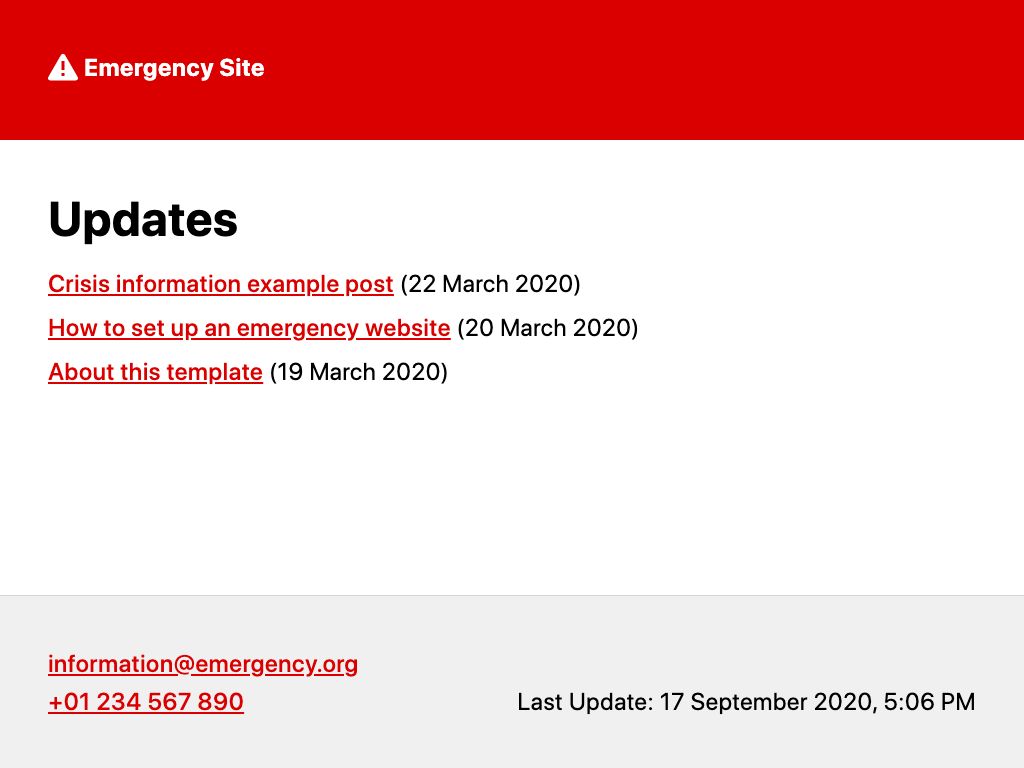 Emergency Site
Updates
Crisis information example post (22 March 2020)
How to set up an emergency website (20 March 2020)
About this template (19 March 2020)
information@emergency.org
+01 234 567 890
Last Update: 17 September 2020, 5:06 PM